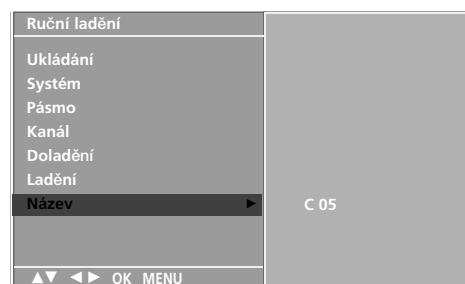 Ruční ladění
Ukládání
Systém
Pásmo
Kanál
Doladění
Ladění
Název ► C 05
▲▼ ◄► OK MENU